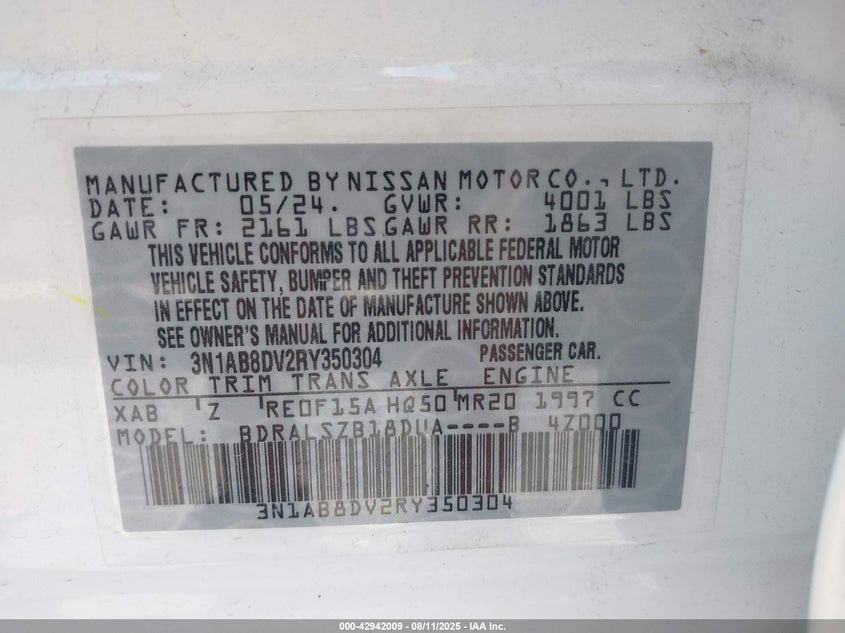 MANUFACTURED BY NISSAN MOTOR CO., LTD.
DATE: 05/24. GVWR: 4001 LBS
GAWR FR: 2161 LBS GAWR RR: 1863 LBS
THIS VEHICLE CONFORMS TO ALL APPLICABLE FEDERAL MOTOR
VEHICLE SAFETY, BUMPER AND THEFT PREVENTION STANDARDS
IN EFFECT ON THE DATE OF MANUFACTURE SHOWN ABOVE.
SEE OWNER'S MANUAL FOR ADDITIONAL INFORMATION.
VIN: 3N1AB8DV2RY350304 PASSENGER CAR.
COLOR TRIM TRANS AXLE ENGINE
XAB Z RE0F15A HQ50 MR20 1997 CC
MODEL: BDRALSZB18DUA----B 4Z000
3N1AB8DV2RY350304
000-42942009 - 08/11/2025 - IAA Inc.